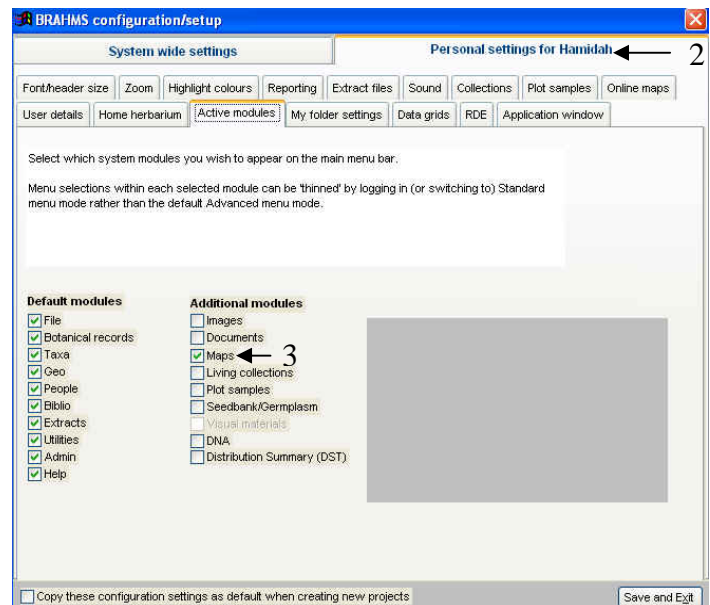 BRAHMS configuration/setup
System wide settings
Personal settings for Hamidah
2
Font/header size
Zoom
Highlight colours
Reporting
Extract files
Sound
Collections
Plot samples
Online maps
User details
Home herbarium
Active modules
My folder settings
Data grids
RDE
Application window
Select which system modules you wish to appear on the main menu bar.
Menu selections within each selected module can be 'thinned' by logging in (or switching to) Standard
menu mode rather than the default Advanced menu mode.
Default modules
File
Botanical records
Taxa
Geo
People
Biblio
Extracts
Utilities
Admin
Help
Additional modules
Images
Documents
Maps
3
Living collections
Plot samples
Seedbank/Germplasm
Visual materials
DNA
Distribution Summary (DST)
Copy these configuration settings as default when creating new projects
Save and Exit